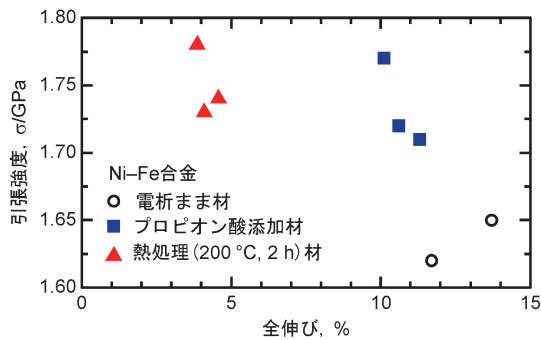 1.80
1.75
1.70
1.65
1.60
引張強度, σ/GPa
Ni–Fe合金
電析まま材
プロピオン酸添加材
熱処理(200 °C, 2 h)材
0 5 10 15
全伸び, %